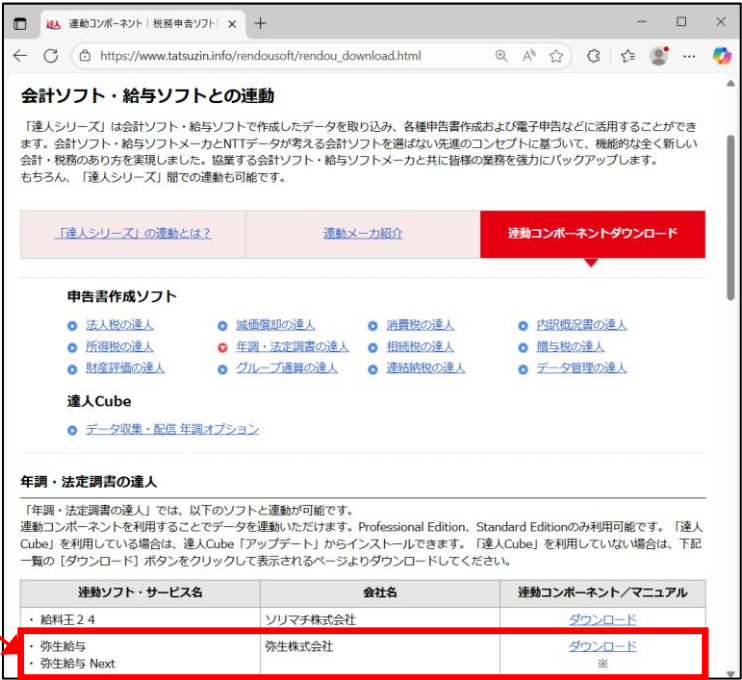 達人 連動コンポーネント｜税務申告ソフト「
https://www.tatsuzin.info/rendousoft/rendou_download.html
会計ソフト・給与ソフトとの連動
「達人シリーズ」は会計ソフト・給与ソフトで作成したデータを取り込み、各種申告書作成および電子申告などに活用することができ
ます。会計ソフト・給与ソフトメーカとNTTデータが考える会計ソフトを選ばない先進のコンセプトに基づいて、機能的な全く新しい
会計・税務のあり方を実現しました。協業する会計ソフト・給与ソフトメーカと共に皆様の業務を強力にバックアップします。
もちろん、「達人シリーズ」間での連動も可能です。
「達人シリーズ」の連動とは？ 連動メーカ紹介 連動コンポーネントダウンロード
申告書作成ソフト
法人税の達人 減価償却の達人 消費税の達人 内訳概況書の達人
所得税の達人 年調・法定調書の達人 相続税の達人 贈与税の達人
財産評価の達人 グループ通算の達人 連結納税の達人 データ管理の達人
達人Cube
データ収集・配信 年調オプション
年調・法定調書の達人
「年調・法定調書の達人」では、以下のソフトと連動が可能です。
連動コンポーネントを利用することでデータを連動いただけます。Professional Edition、Standard Editionのみ利用可能です。「達人
Cube」を利用している場合は、達人Cube「アップデート」からインストールできます。「達人Cube」を利用していない場合は、下記
一覧の［ダウンロード］ボタンをクリックして表示されるページよりダウンロードしてください。
連動ソフト・サービス名 会社名 連動コンポーネント／マニュアル
・ 給料王２４ ソリマチ株式会社 ダウンロード
・ 弥生給与 弥生株式会社 ダウンロード
・ 弥生給与 Next ※